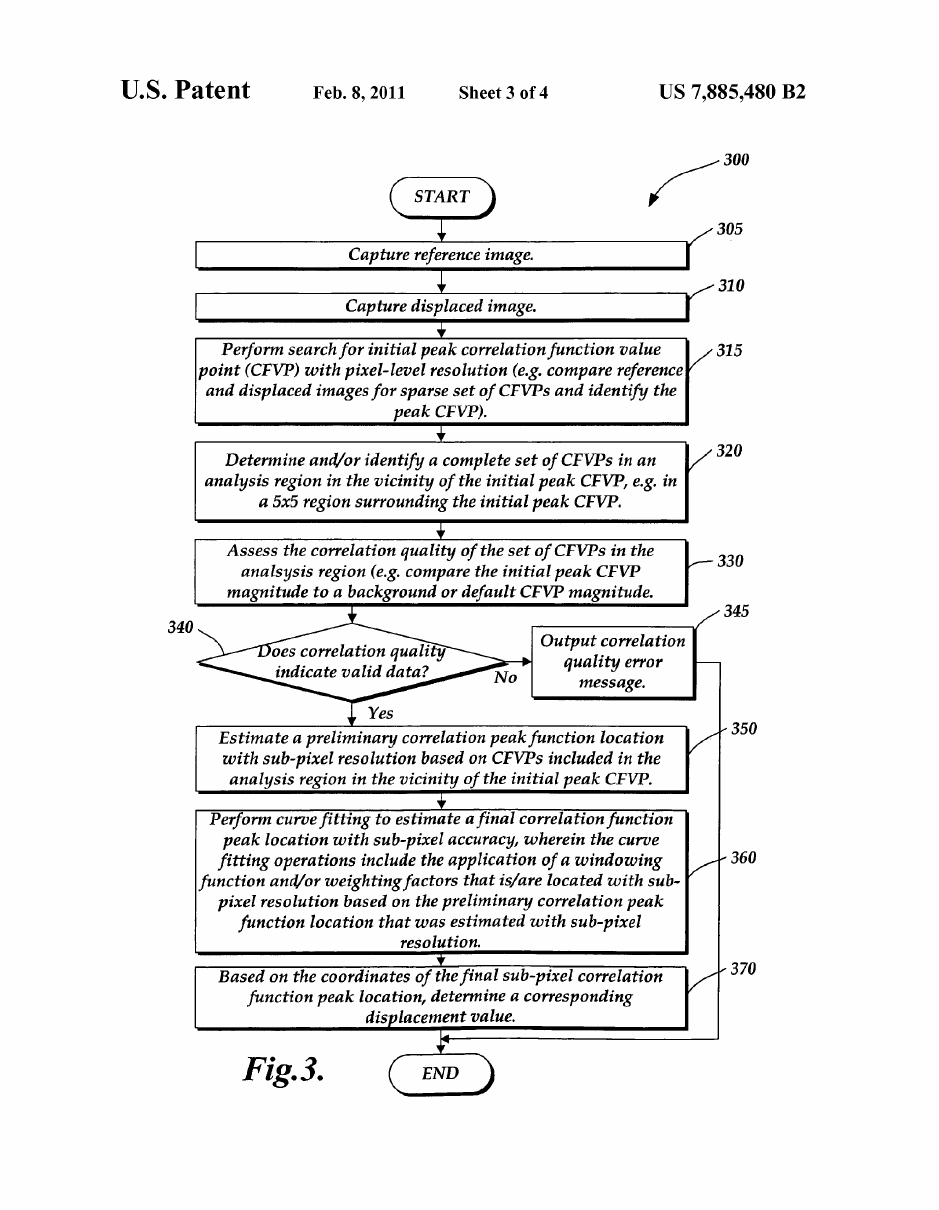 U.S. Patent Feb. 8, 2011 Sheet 3 of 4 US 7,885,480 B2
300
START
305
Capture reference image.
310
Capture displaced image.
315
Perform search for initial peak correlation function value
point (CFVP) with pixel-level resolution (e.g. compare reference
and displaced images for sparse set of CFVPs and identify the
peak CFVP).
320
Determine and/or identify a complete set of CFVPs in an
analysis region in the vicinity of the initial peak CFVP, e.g. in
a 5x5 region surrounding the initial peak CFVP.
330
Assess the correlation quality of the set of CFVPs in the
analsysis region (e.g. compare the initial peak CFVP
magnitude to a background or default CFVP magnitude.
340
Does correlation quality
indicate valid data?
No
345
Output correlation
quality error
message.
Yes
350
Estimate a preliminary correlation peak function location
with sub-pixel resolution based on CFVPs included in the
analysis region in the vicinity of the initial peak CFVP.
360
Perform curve fitting to estimate a final correlation function
peak location with sub-pixel accuracy, wherein the curve
fitting operations include the application of a windowing
function and/or weighting factors that is/are located with sub-
pixel resolution based on the preliminary correlation peak
function location that was estimated with sub-pixel
resolution.
370
Based on the coordinates of the final sub-pixel correlation
function peak location, determine a corresponding
displacement value.
END
Fig.3.